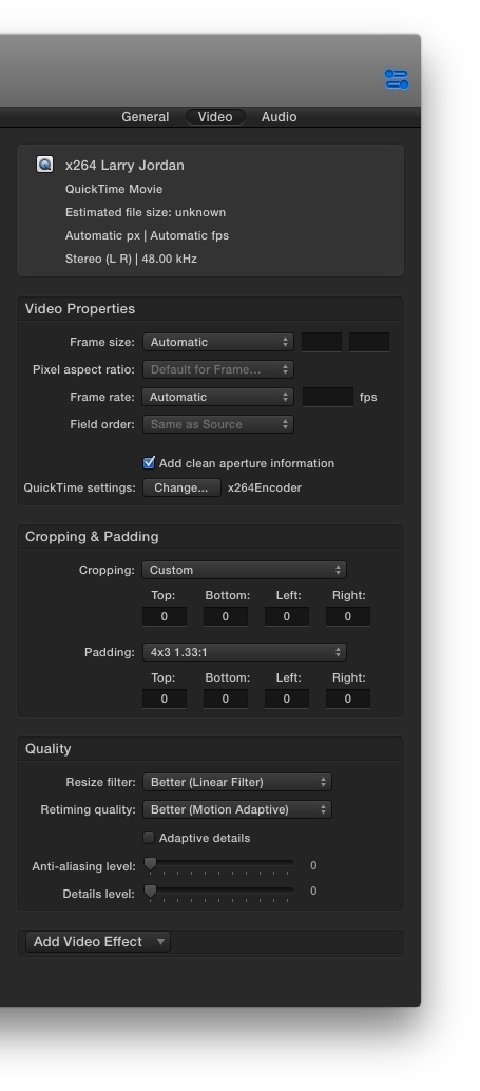 General Video Audio
x264 Larry Jordan
QuickTime Movie
Estimated file size: unknown
Automatic px | Automatic fps
Stereo (L R) | 48.00 kHz
Video Properties
Frame size: Automatic
Pixel aspect ratio: Default for Frame...
Frame rate: Automatic fps
Field order: Same as Source
Add clean aperture information
QuickTime settings: Change... x264Encoder
Cropping & Padding
Cropping: Custom
Top: Bottom: Left: Right:
0 0 0 0
Padding: 4x3 1.33:1
Top: Bottom: Left: Right:
0 0 0 0
Quality
Resize filter: Better (Linear Filter)
Retiming quality: Better (Motion Adaptive)
Adaptive details
Anti-aliasing level: 0
Details level: 0
Add Video Effect